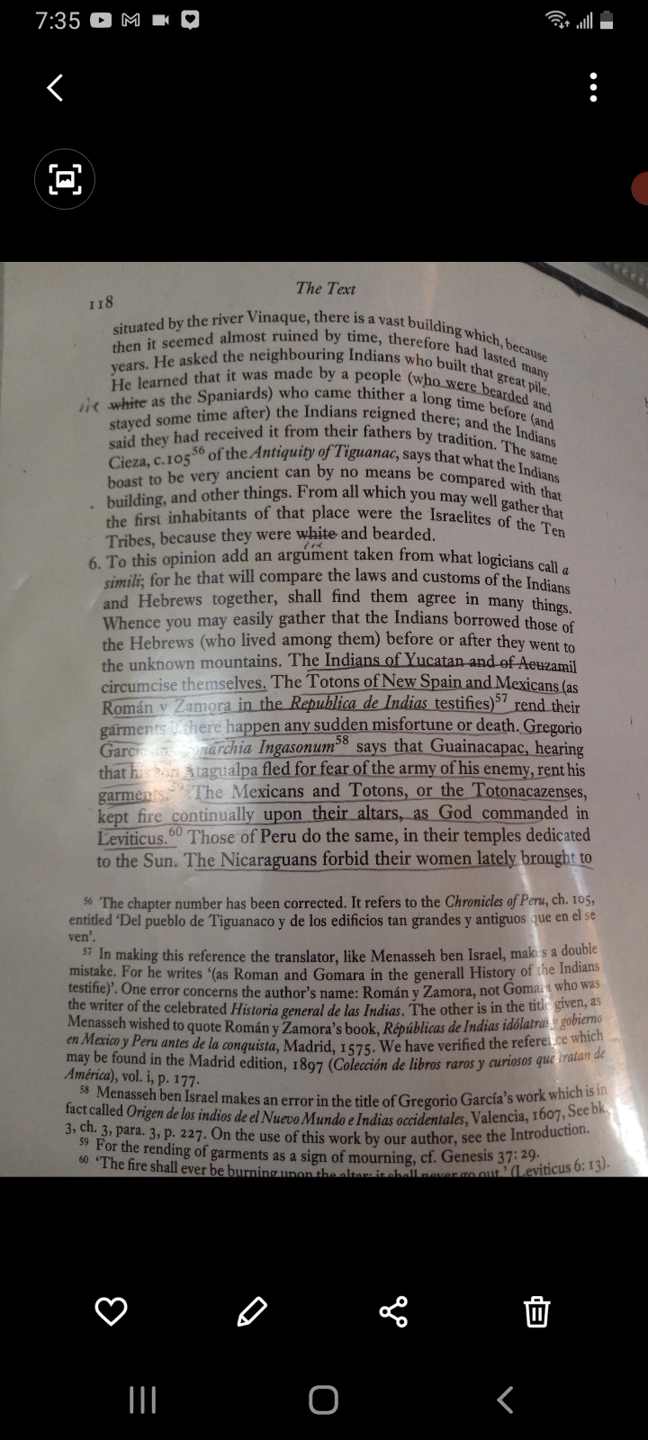 7:35
118
The Text
situated by the river Vinaque, there is a vast building which, because
then it seemed almost ruined by time, therefore had lasted many
years. He asked the neighbouring Indians who built that great pile.
He learned that it was made by a people (who were bearded and
lie white as the Spaniards) who came thither a long time before (and
stayed some time after) the Indians reigned there; and the Indians
said they had received it from their fathers by tradition. The same
Cieza, c.105⁵⁶ of the Antiquity of Tiguanac, says that what the Indians
boast to be very ancient can by no means be compared with that
building, and other things. From all which you may well gather that
the first inhabitants of that place were the Israelites of the Ten
Tribes, because they were white and bearded.
lie
6. To this opinion add an argument taken from what logicians call a
simili; for he that will compare the laws and customs of the Indians
and Hebrews together, shall find them agree in many things.
Whence you may easily gather that the Indians borrowed those of
the Hebrews (who lived among them) before or after they went to
the unknown mountains. The Indians of Yucatan and of Acuzamil
circumcise themselves. The Totons of New Spain and Mexicans (as
Román y Zamora in the Republica de Indias testifies)⁵⁷ rend their
garments there happen any sudden misfortune or death. Gregorio
Ingasonum⁵⁸ says that Guainacapac, hearing
that his Atagualpa fled for fear of the army of his enemy, rent his
garments.⁵⁹ The Mexicans and Totons, or the Totonacazenses,
kept fire continually upon their altars, as God commanded in
Leviticus.⁶⁰ Those of Peru do the same, in their temples dedicated
to the Sun. The Nicaraguans forbid their women lately brought to
⁵⁶ The chapter number has been corrected. It refers to the Chronicles of Peru, ch. 105,
entitled ‘Del pueblo de Tiguanaco y de los edificios tan grandes y antiguos que en el se
ven’.
⁵⁷ In making this reference the translator, like Menasseh ben Israel, makes a double
mistake. For he writes ‘(as Roman and Gomara in the generall History of the Indians
testifie)’. One error concerns the author's name: Román y Zamora, not Gomara who was
the writer of the celebrated Historia general de las Indias. The other is in the title given, as
Menasseh wished to quote Román y Zamora's book, Républicas de Indias idólatras y gobierno
en Mexico y Peru antes de la conquista, Madrid, 1575. We have verified the reference which
may be found in the Madrid edition, 1897 (Colección de libros raros y curiosos que tratan de
América), vol. i, p. 177.
⁵⁸ Menasseh ben Israel makes an error in the title of Gregorio García's work which is in
fact called Origen de los indios de el Nuevo Mundo e Indias occidentales, Valencia, 1607, See bk.
3, ch. 3, para. 3, p. 227. On the use of this work by our author, see the Introduction.
⁵⁹ For the rending of garments as a sign of mourning, cf. Genesis 37: 29.
⁶⁰ ‘The fire shall ever be burning upon the altar; it shall never go out.’ (Leviticus 6: 13).